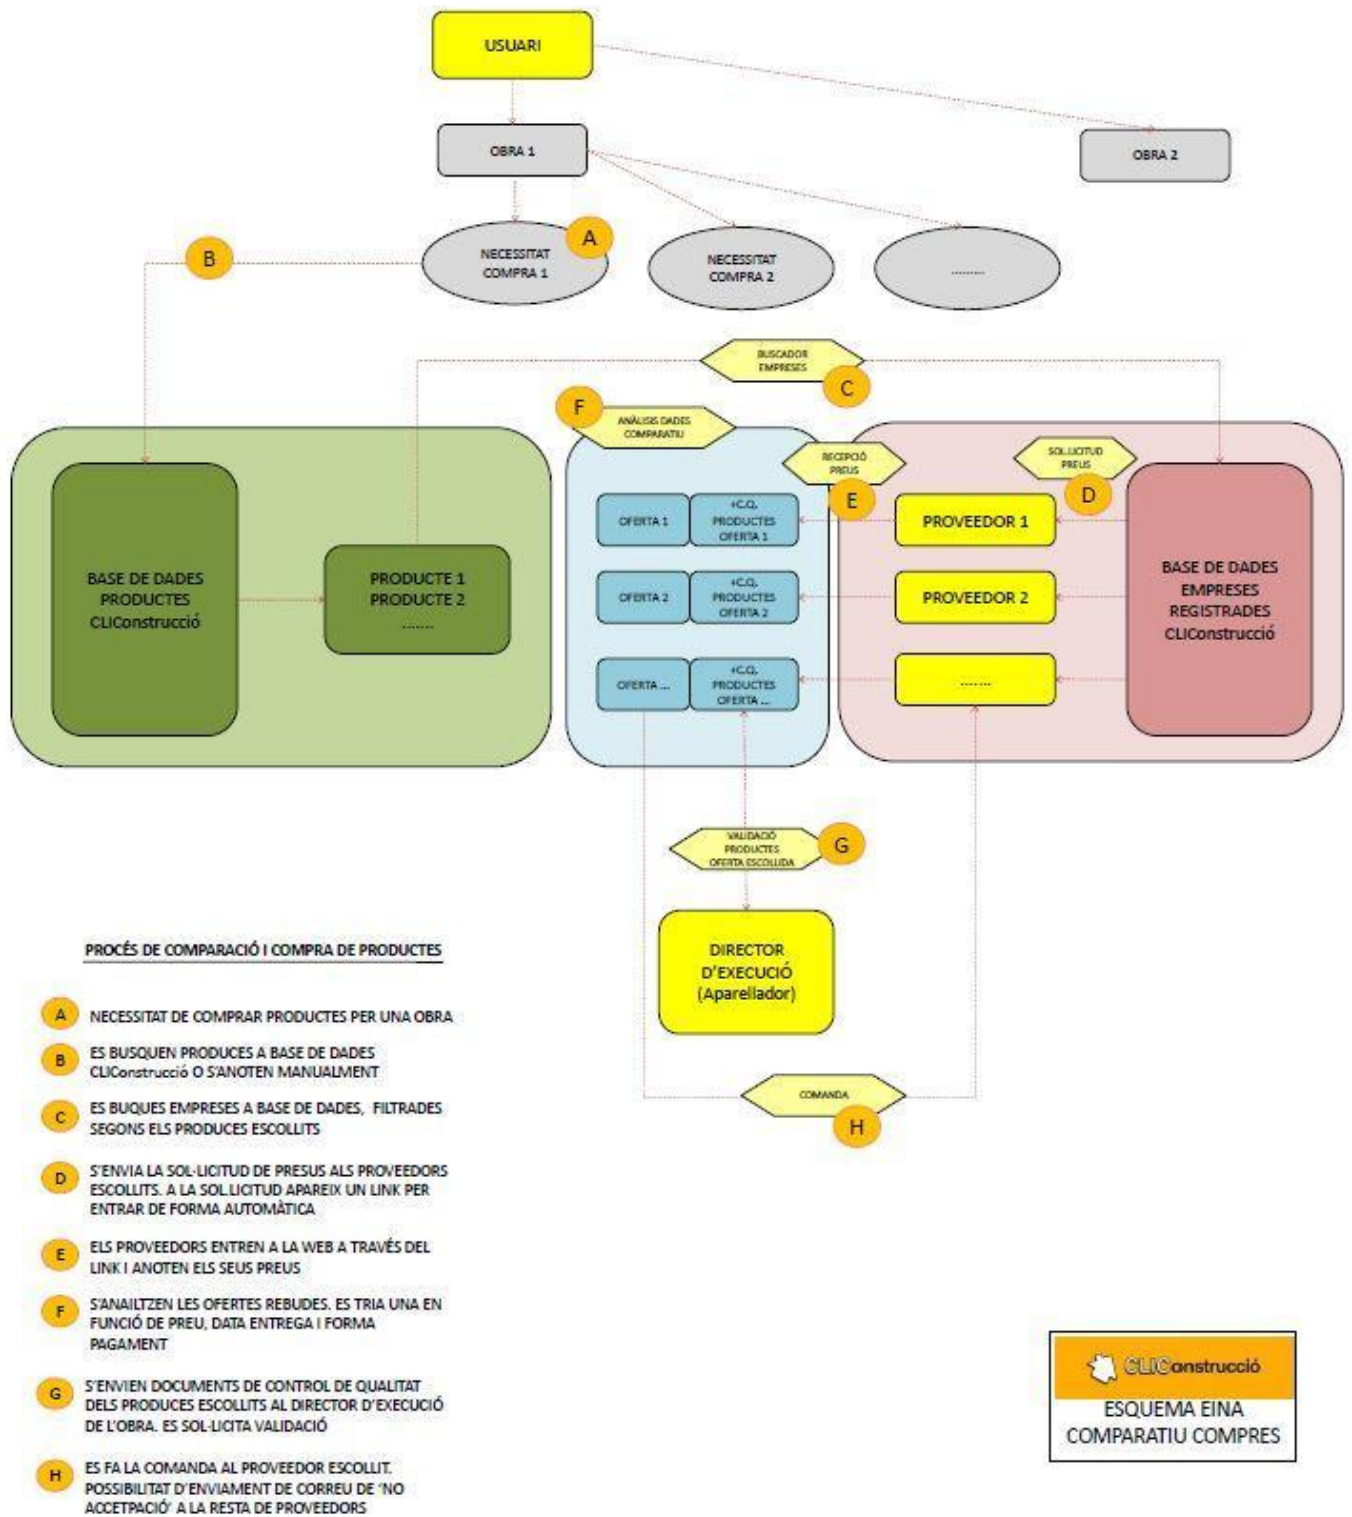 USUARI
OBRA 1
OBRA 2
A
B
NECESSITAT
COMPRA 1
NECESSITAT
COMPRA 2
..........
BUSCADOR
EMPRESES
C
F
ANÀLISIS DADES
COMPARATIU
RECEPCIÓ
PREUS
E
SOL.LICITUD
PREUS
D
BASE DE DADES
PRODUCTES
CLIConstrucció
PRODUCTE 1
PRODUCTE 2
.......
OFERTA 1
+C.Q.
PRODUCTES
OFERTA 1
PROVEEDOR 1
OFERTA 2
+C.Q.
PRODUCTES
OFERTA 2
PROVEEDOR 2
OFERTA ...
+C.Q.
PRODUCTES
OFERTA ...
.......
BASE DE DADES
EMPRESES
REGISTRADES
CLIConstrucció
VALIDACIÓ
PRODUCTES
OFERTA ESCOLLIDA
G
DIRECTOR
D'EXECUCIÓ
(Aparellador)
COMANDA
H
PROCÉS DE COMPARACIÓ I COMPRA DE PRODUCTES
A NECESSITAT DE COMPRAR PRODUCTES PER UNA OBRA
B ES BUSQUEN PRODUCES A BASE DE DADES
CLIConstrucció O S'ANOTEN MANUALMENT
C ES BUQUES EMPRESES A BASE DE DADES, FILTRADES
SEGONS ELS PRODUCES ESCOLLITS
D S'ENVIA LA SOL·LICITUD DE PRESUS ALS PROVEEDORS
ESCOLLITS. A LA SOL.LICITUD APAREIX UN LINK PER
ENTRAR DE FORMA AUTOMÀTICA
E ELS PROVEEDORS ENTREN A LA WEB A TRAVÉS DEL
LINK I ANOTEN ELS SEUS PREUS
F S'ANAILTZEN LES OFERTES REBUDES. ES TRIA UNA EN
FUNCIÓ DE PREU, DATA ENTREGA I FORMA
PAGAMENT
G S'ENVIEN DOCUMENTS DE CONTROL DE QUALITAT
DELS PRODUCES ESCOLLITS AL DIRECTOR D'EXECUCIÓ
DE L'OBRA. ES SOL·LICITA VALIDACIÓ
H ES FA LA COMANDA AL PROVEEDOR ESCOLLIT.
POSSIBILITAT D'ENVIAMENT DE CORREU DE 'NO
ACCETPACIÓ' A LA RESTA DE PROVEEDORS
CLIConstrucció
ESQUEMA EINA
COMPARATIU COMPRES